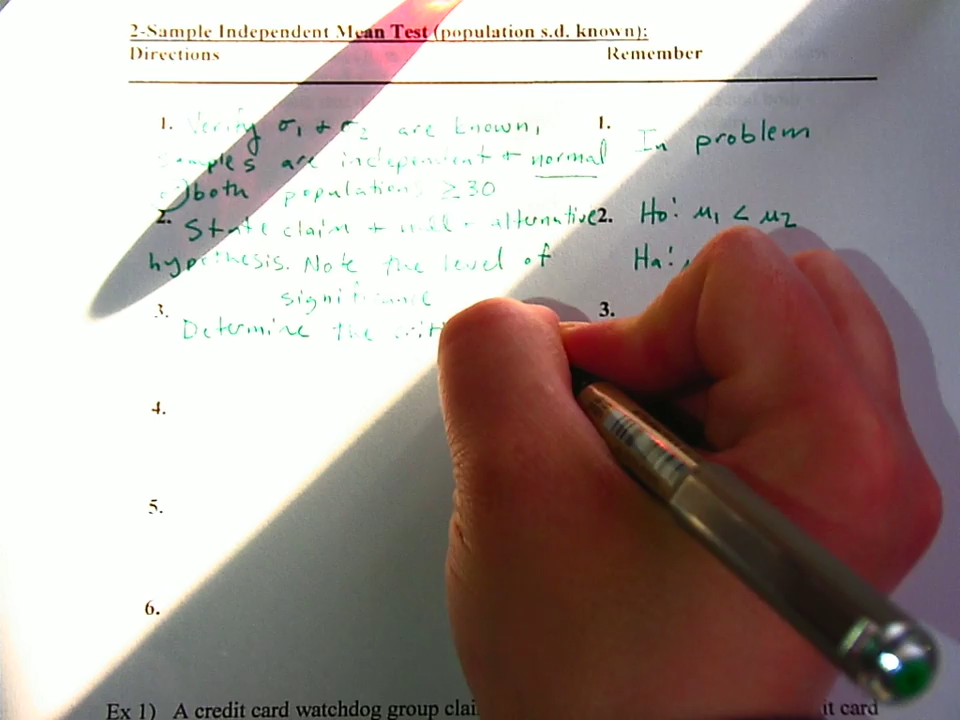 2-Sample Independent Mean Test (population s.d. known):
Directions Remember
1. Verify σ1 + σ2 are known,
samples are independent + normal
or) both populations ≥30
1. In problem
2. State claim + null + alternative
hypothesis. Note the level of
significance
2. Ho: μ1 < μ2
Ha:
3. Determine the
3.
4.
5.
6.
Ex 1) A credit card watchdog group
card